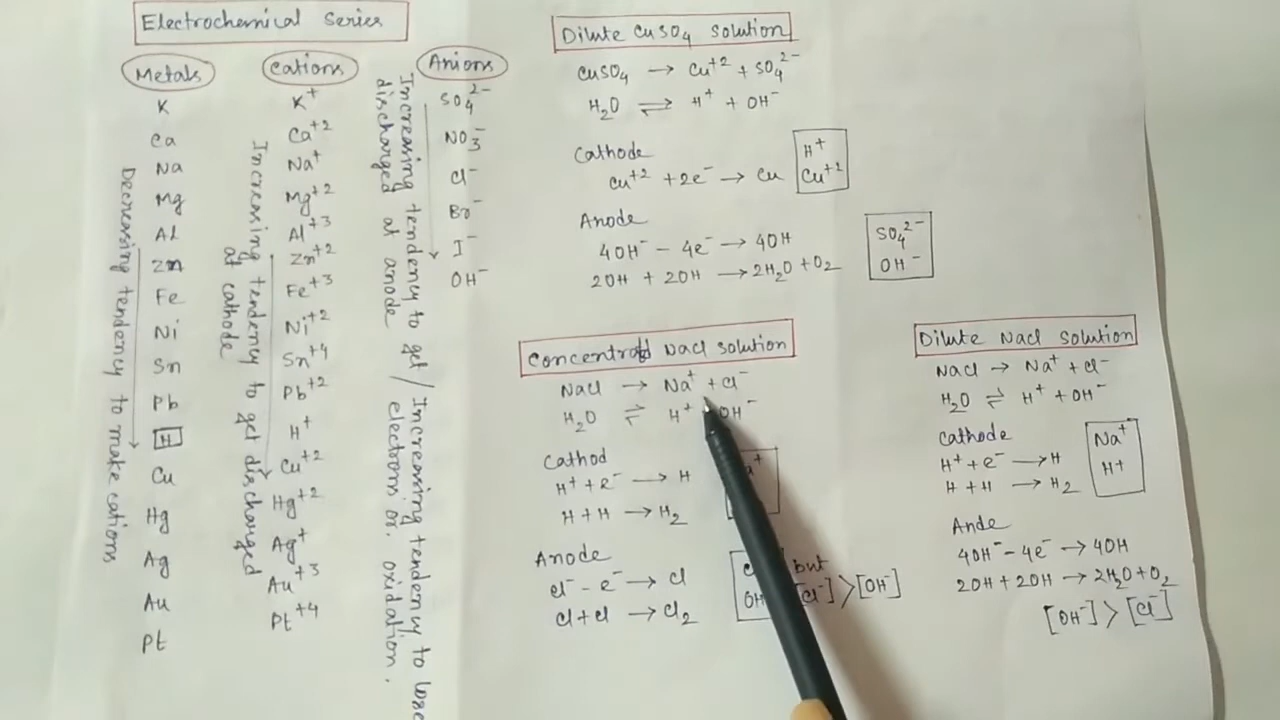 Electrochemical Series
Metals
K
Ca
Na
Mg
Al
Zn
Fe
Ni
Sn
Pb
H
Cu
Hg
Ag
Au
Pt
Decreasing tendency to make cations
Cations
K⁺
Ca⁺²
Na⁺
Mg⁺²
Al⁺³
Zn⁺²
Fe⁺³
Ni⁺²
Sn⁺⁴
Pb⁺²
H⁺
Cu⁺²
Hg⁺²
Ag⁺
Au⁺³
Pt⁺⁴
Increasing tendency to get discharged
at cathode
Anions
SO₄²⁻
NO₃⁻
Cl⁻
Br⁻
I⁻
OH⁻
Increasing tendency to get / Increasing tendency to lose
discharged at anode / electrons or. oxidation.
Dilute CuSO₄ solution
CuSO₄ → Cu⁺² + SO₄²⁻
H₂O ⇌ H⁺ + OH⁻
Cathode
Cu⁺² + 2e⁻ → Cu
H⁺
Cu⁺²
Anode
4OH⁻ – 4e⁻ → 4OH
2OH + 2OH → 2H₂O + O₂
SO₄²⁻
OH⁻
Concentrated NaCl solution
NaCl → Na⁺ + Cl⁻
H₂O ⇌ H⁺ OH⁻
Cathod
H⁺ + e⁻ → H
H + H → H₂
Anode
Cl⁻ – e⁻ → Cl
Cl + Cl → Cl₂
but
OH [Cl⁻] > [OH⁻]
Dilute NaCl solution
NaCl → Na⁺ + Cl⁻
H₂O ⇌ H⁺ + OH⁻
Cathode
H⁺ + e⁻ → H
H + H → H₂
Na⁺
H+
Ande
4OH⁻ – 4e⁻ → 4OH
2OH + 2OH → 2H₂O + O₂
[OH⁻] > [Cl⁻]